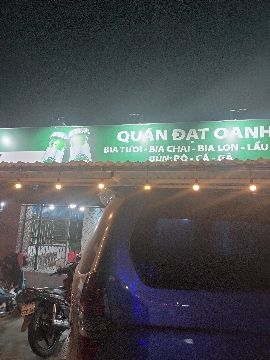 QUÁN ĐẠT OANH
BIA TƯƠI - BIA CHAI - BIA LON - LẨU
BÚN: BÒ - CÁ - GÀ